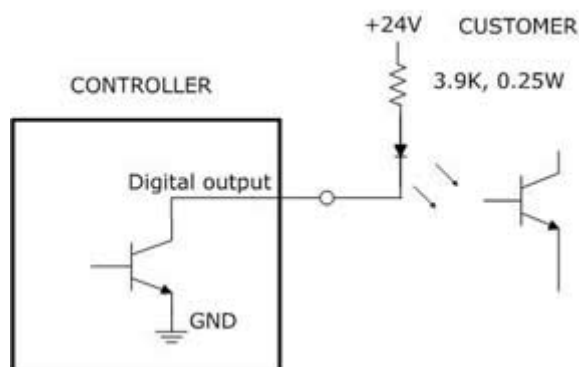 +24V CUSTOMER
3.9K, 0.25W
CONTROLLER
Digital output
GND